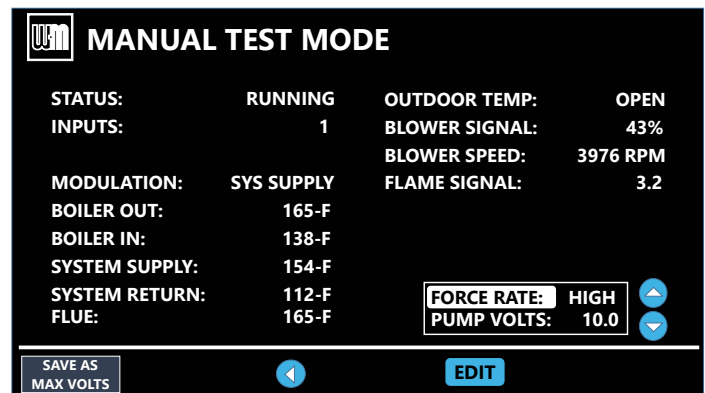 WM MANUAL TEST MODE
STATUS: RUNNING
INPUTS: 1
MODULATION: SYS SUPPLY
BOILER OUT: 165-F
BOILER IN: 138-F
SYSTEM SUPPLY: 154-F
SYSTEM RETURN: 112-F
FLUE: 165-F
OUTDOOR TEMP: OPEN
BLOWER SIGNAL: 43%
BLOWER SPEED: 3976 RPM
FLAME SIGNAL: 3.2
FORCE RATE: HIGH
PUMP VOLTS: 10.0
SAVE AS
MAX VOLTS
EDIT